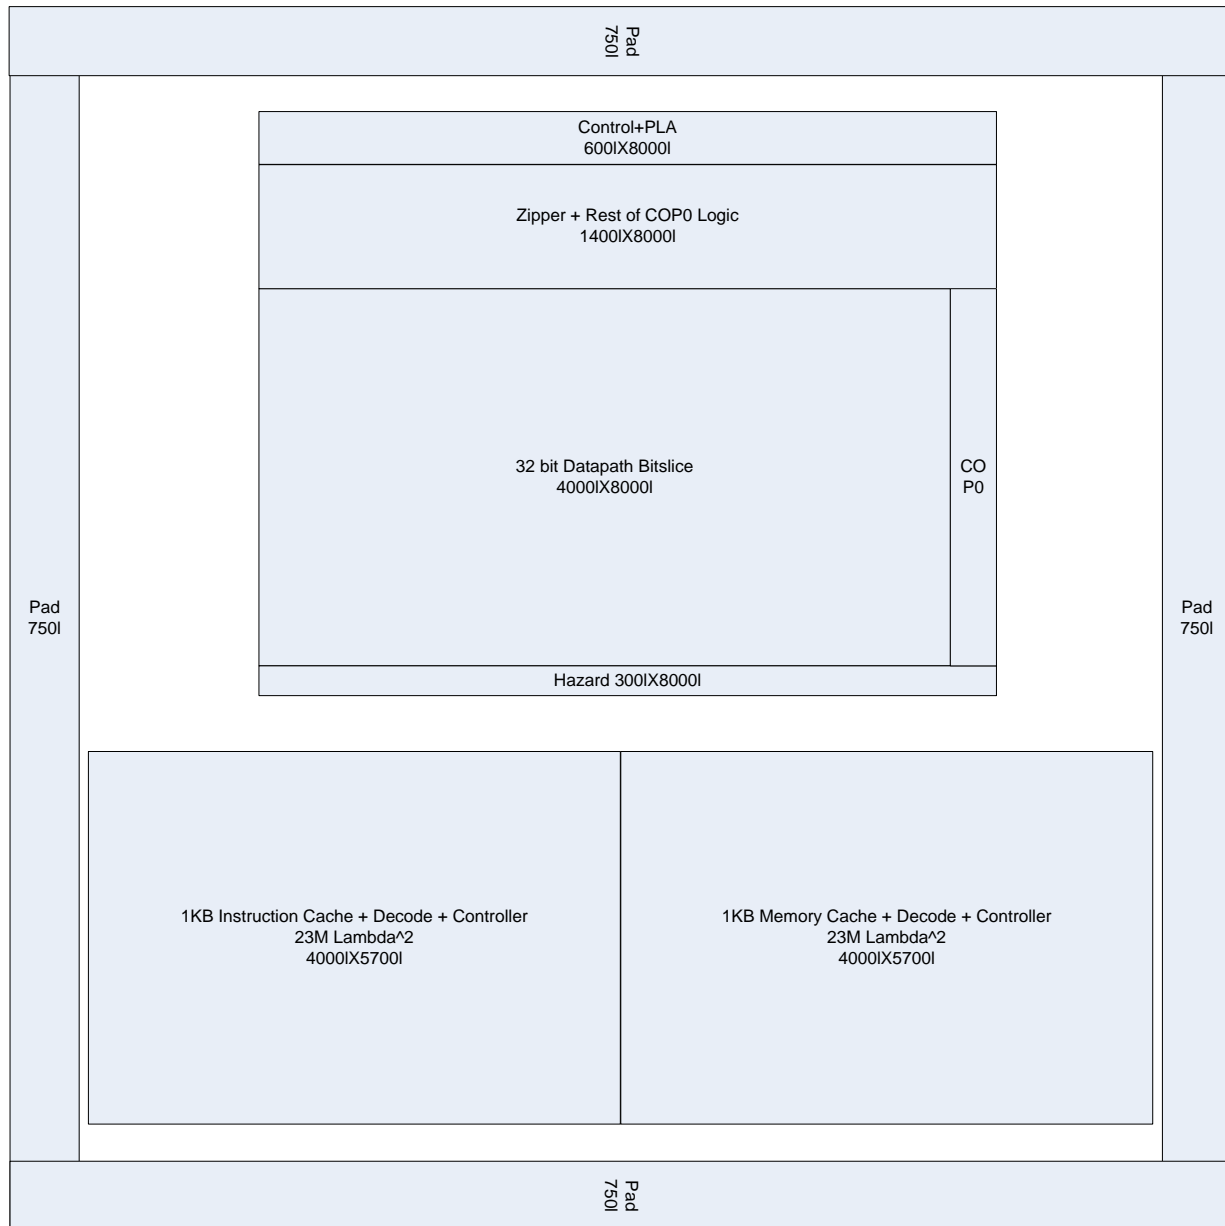 Pad
750l
Control+PLA
600lX8000l
Zipper + Rest of COP0 Logic
1400lX8000l
32 bit Datapath Bitslice
4000lX8000l
CO
P0
Pad
750l
Pad
750l
Hazard 300lX8000l
1KB Instruction Cache + Decode + Controller
23M Lambda^2
4000lX5700l
1KB Memory Cache + Decode + Controller
23M Lambda^2
4000lX5700l
Pad
750l